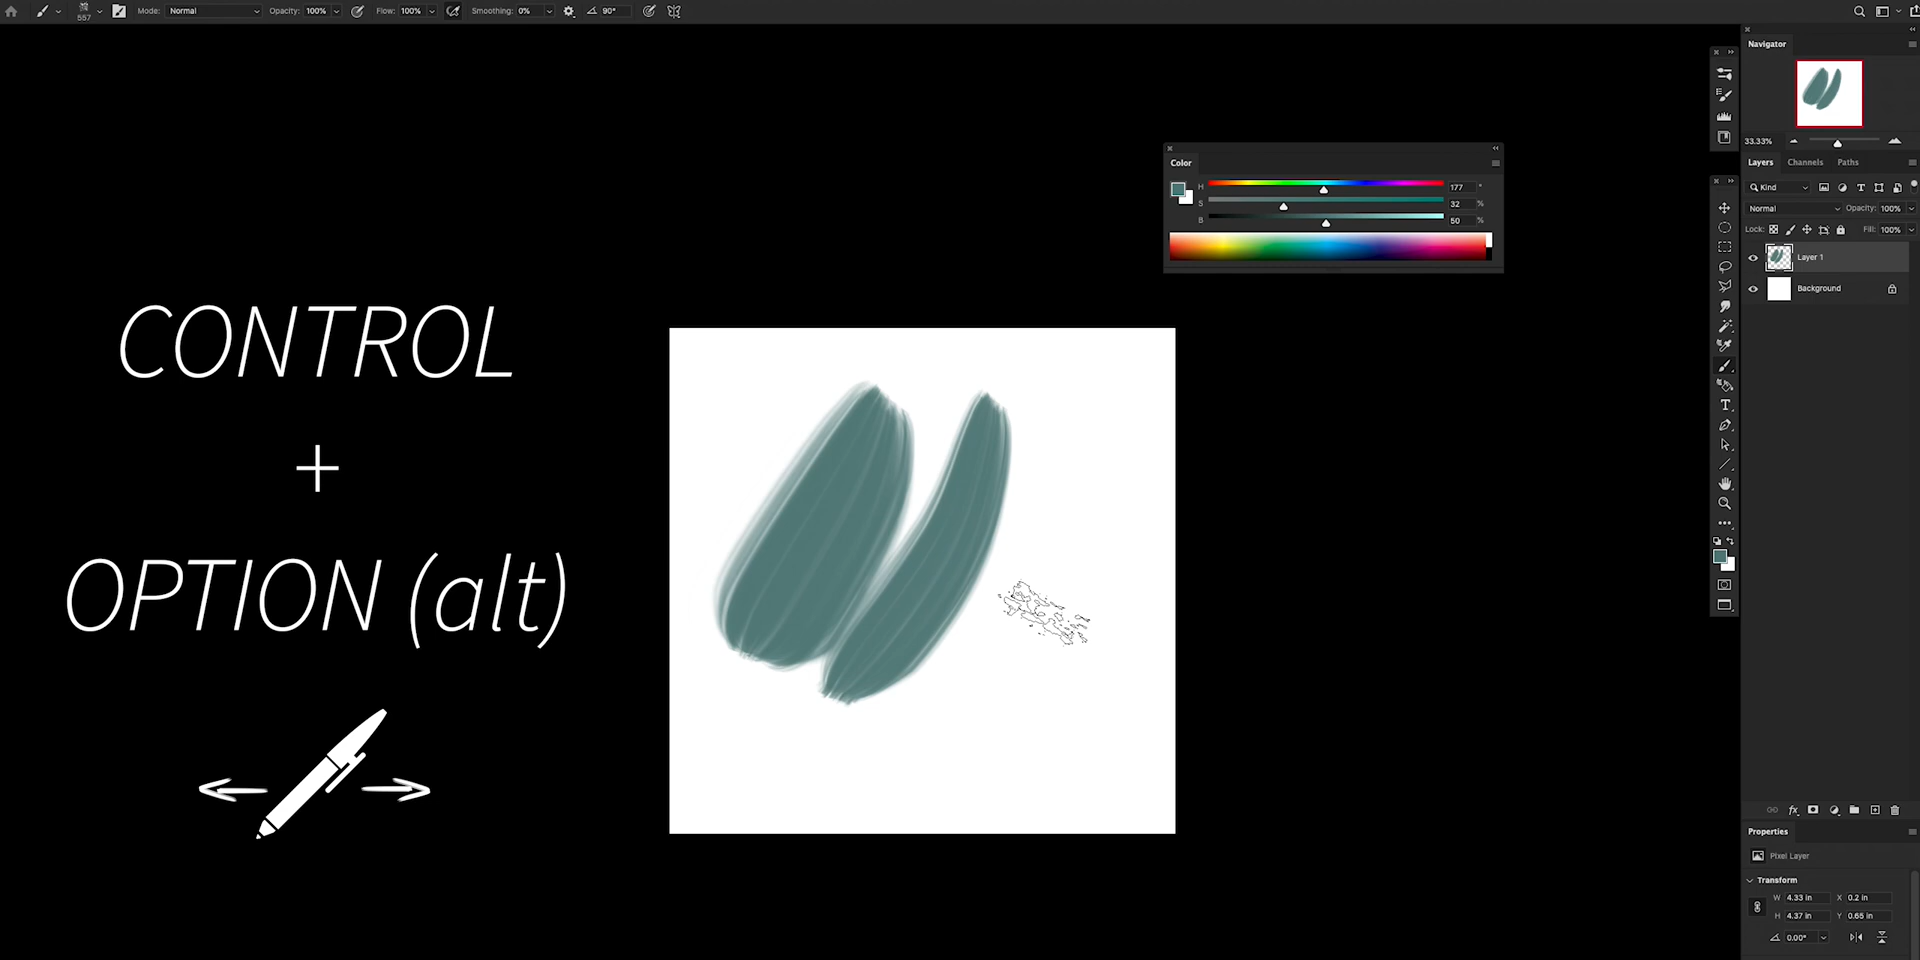 557
Mode: Normal
Opacity: 100%
Flow: 100%
Smoothing: 0%
90°
Navigator
33.33%
Color
H 177 °
S 32 %
B 50 %
Layers Channels Paths
Kind
Normal Opacity: 100%
Lock: Fill: 100%
Layer 1
Background
CONTROL
+
OPTION (alt)
fx
Properties
Pixel Layer
Transform
W 4.33 in X 0.2 in
H 4.37 in Y 0.65 in
0.00°